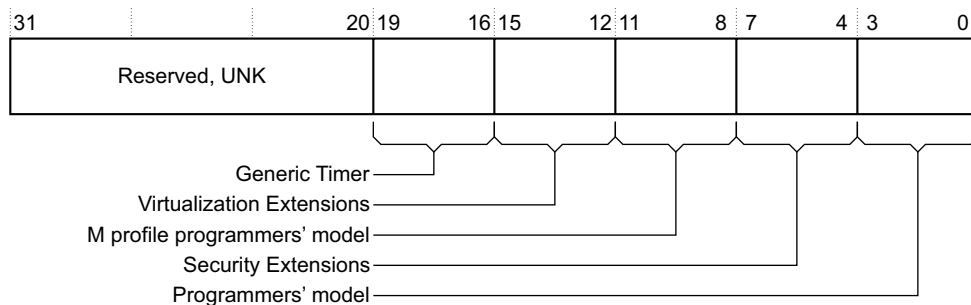 31 20 19 16 15 12 11 8 7 4 3 0
Reserved, UNK
Generic Timer
Virtualization Extensions
M profile programmers’ model
Security Extensions
Programmers’ model